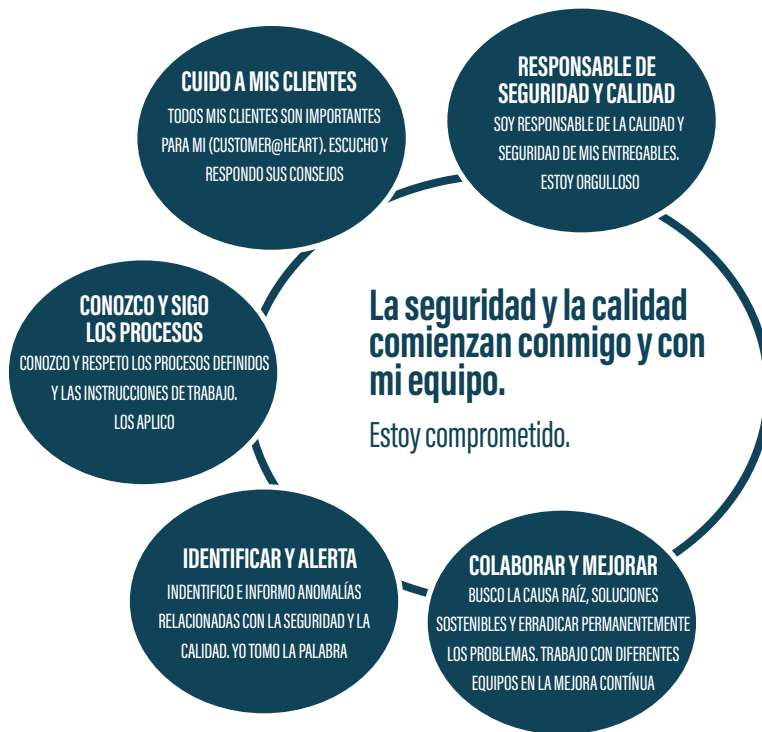 CUIDO A MIS CLIENTES
TODOS MIS CLIENTES SON IMPORTANTES
PARA MI (CUSTOMER@HEART). ESCUCHO Y
RESPONDO SUS CONSEJOS
RESPONSABLE DE
SEGURIDAD Y CALIDAD
SOY RESPONSABLE DE LA CALIDAD Y
SEGURIDAD DE MIS ENTREGABLES.
ESTOY ORGULLOSO
CONOZCO Y SIGO
LOS PROCESOS
CONOZCO Y RESPETO LOS PROCESOS DEFINIDOS
Y LAS INSTRUCCIONES DE TRABAJO.
LOS APLICO
La seguridad y la calidad
comienzan conmigo y con
mi equipo.
Estoy comprometido.
IDENTIFICAR Y ALERTA
INDENTIFICO E INFORMO ANOMALÍAS
RELACIONADAS CON LA SEGURIDAD Y LA
CALIDAD. YO TOMO LA PALABRA
COLABORAR Y MEJORAR
BUSCO LA CAUSA RAÍZ, SOLUCIONES
SOSTENIBLES Y ERRADICAR PERMANENTEMENTE
LOS PROBLEMAS. TRABAJO CON DIFERENTES
EQUIPOS EN LA MEJORA CONTÍNUA